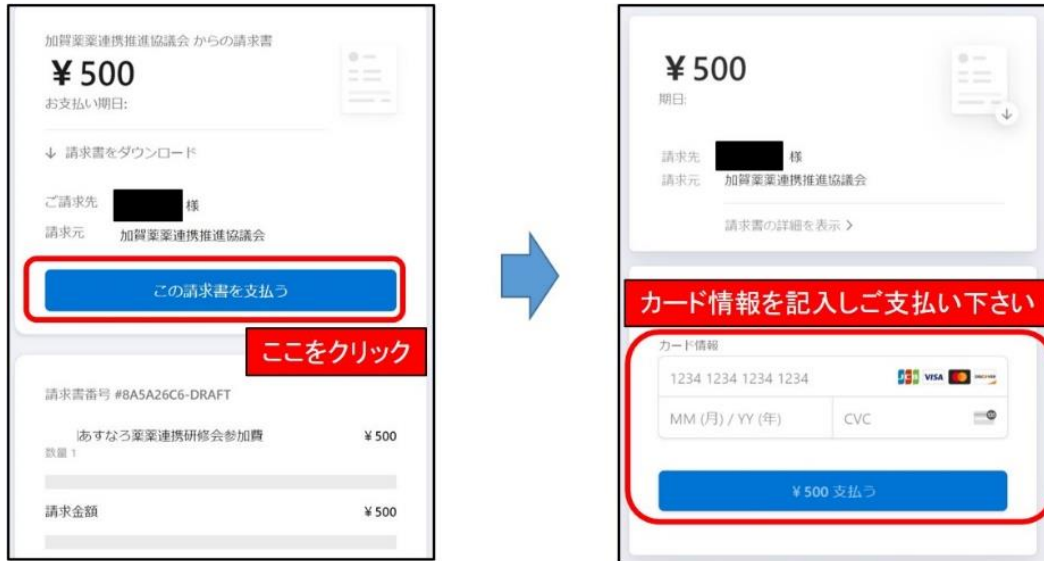 加賀薬薬連携推進協議会 からの請求書
¥500
お支払い期日:
↓ 請求書をダウンロード
ご請求先 様
請求元 加賀薬薬連携推進協議会
この請求書を支払う
ここをクリック
請求書番号 #8A5A26C6-DRAFT
あすなろ薬薬連携研修会参加費 ¥500
数量 1
請求金額 ¥500
¥500
期日:
請求先 様
請求元 加賀薬薬連携推進協議会
請求書の詳細を表示 >
カード情報を記入しご支払い下さい
カード情報
1234 1234 1234 1234 JCB VISA DISCOVER
MM (月) / YY (年) CVC
¥500 支払う